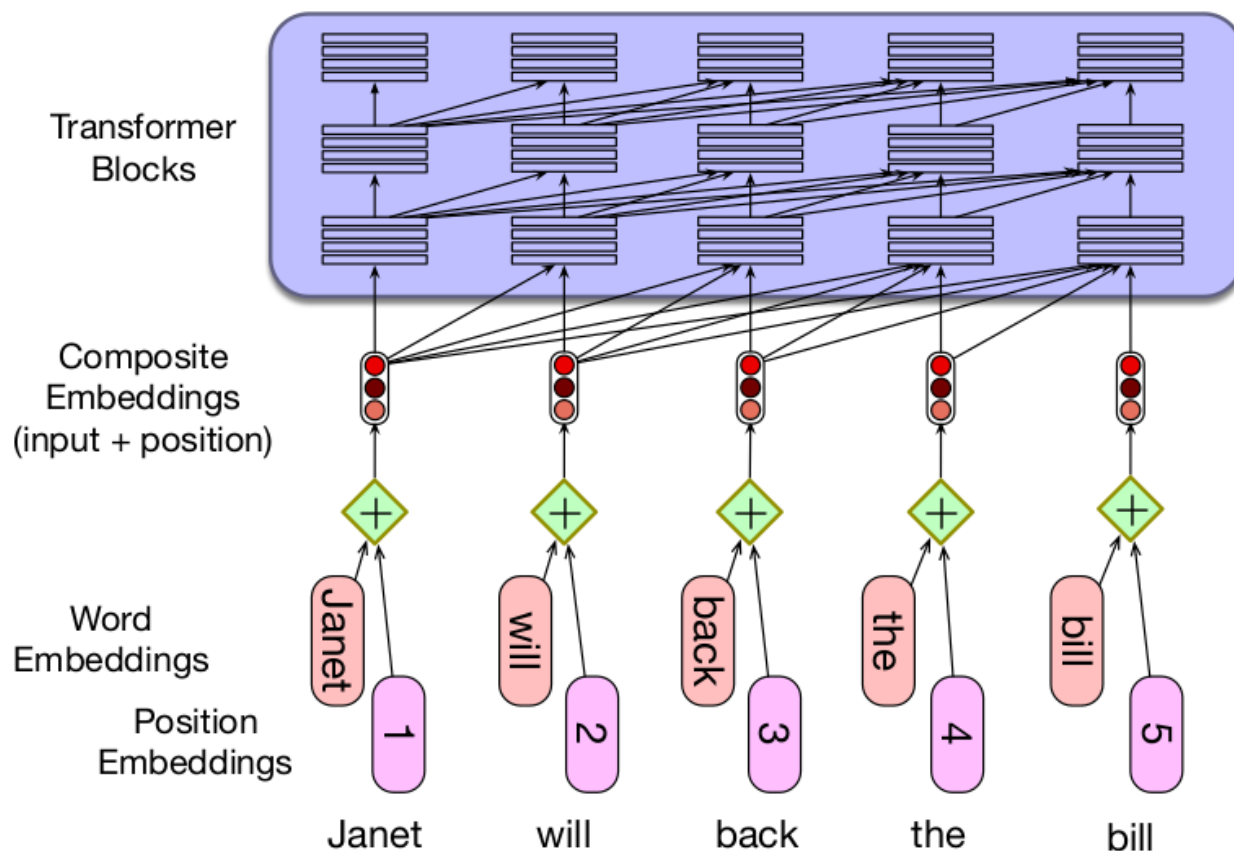 Transformer
Blocks
Composite
Embeddings
(input + position)
+ + + + +
Word
Embeddings
Janet will back the bill
Position
Embeddings
1 2 3 4 5
Janet will back the bill